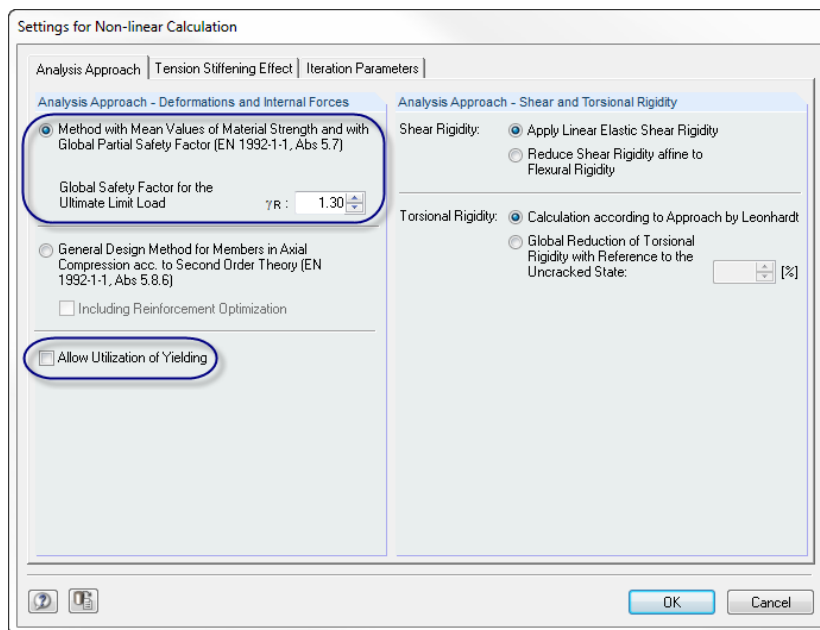 Settings for Non-linear Calculation
Analysis Approach
Tension Stiffening Effect
Iteration Parameters
Analysis Approach - Deformations and Internal Forces
Method with Mean Values of Material Strength and with
Global Partial Safety Factor (EN 1992-1-1, Abs 5.7)
Global Safety Factor for the
Ultimate Limit Load
γR :
1.30
General Design Method for Members in Axial
Compression acc. to Second Order Theory (EN
1992-1-1, Abs 5.8.6)
Including Reinforcement Optimization
Allow Utilization of Yielding
Analysis Approach - Shear and Torsional Rigidity
Shear Rigidity:
Apply Linear Elastic Shear Rigidity
Reduce Shear Rigidity affine to
Flexural Rigidity
Torsional Rigidity:
Calculation according to Approach by Leonhardt
Global Reduction of Torsional
Rigidity with Reference to the
Uncracked State:
[%]
OK
Cancel